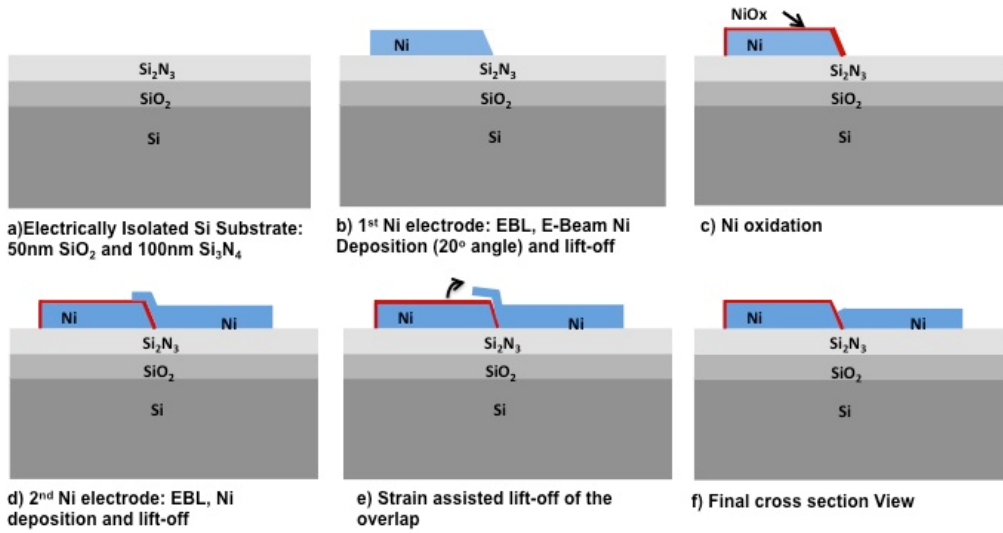 Si₂N₃
SiO₂
Si
a)Electrically Isolated Si Substrate:
50nm SiO₂ and 100nm Si₃N₄
Ni
Si₂N₃
SiO₂
Si
b) 1ˢᵗ Ni electrode: EBL, E-Beam Ni
Deposition (20° angle) and lift-off
NiOx
Ni
Si₂N₃
SiO₂
Si
c) Ni oxidation
Ni
Ni
Si₂N₃
SiO₂
Si
d) 2ⁿᵈ Ni electrode: EBL, Ni
deposition and lift-off
Ni
Ni
Si₂N₃
SiO₂
Si
e) Strain assisted lift-off of the
overlap
Ni
Ni
Si₂N₃
SiO₂
Si
f) Final cross section View